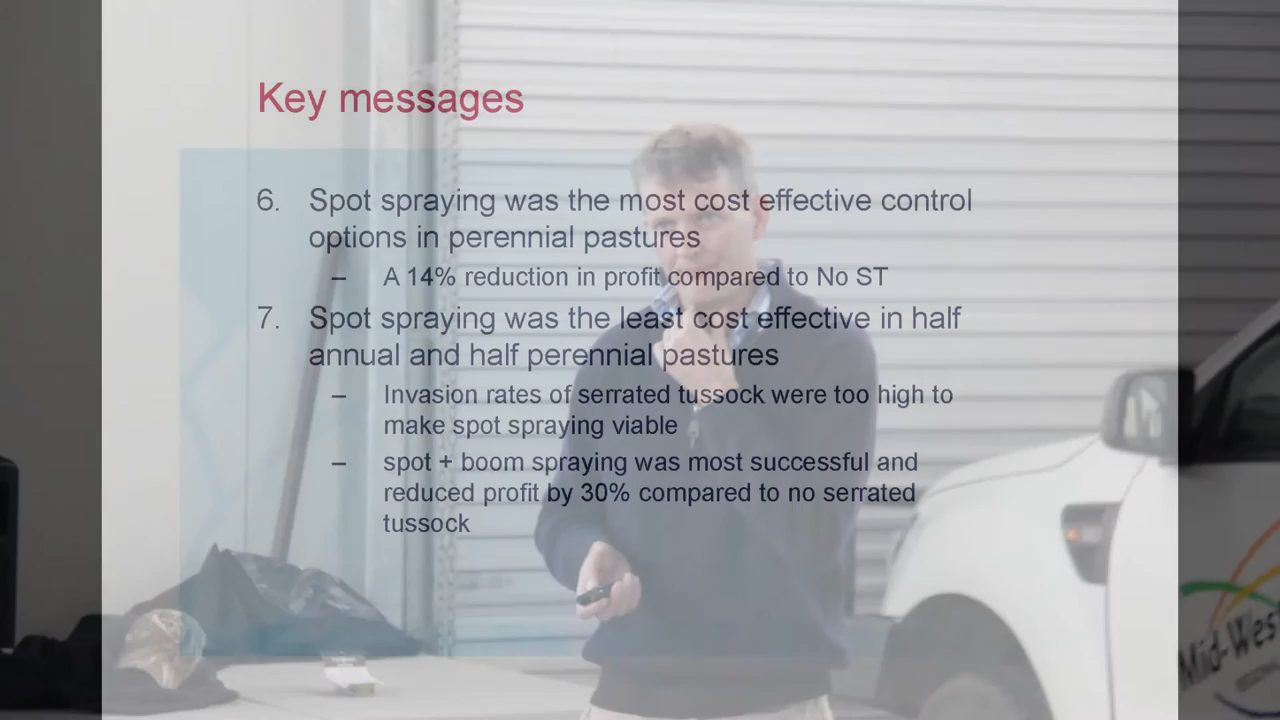 Key messages
6. Spot spraying was the most cost effective control
options in perennial pastures
– A 14% reduction in profit compared to No ST
7. Spot spraying was the least cost effective in half
annual and half perennial pastures
– Invasion rates of serrated tussock were too high to
make spot spraying viable
– spot + boom spraying was most successful and
reduced profit by 30% compared to no serrated
tussock
Mid-West